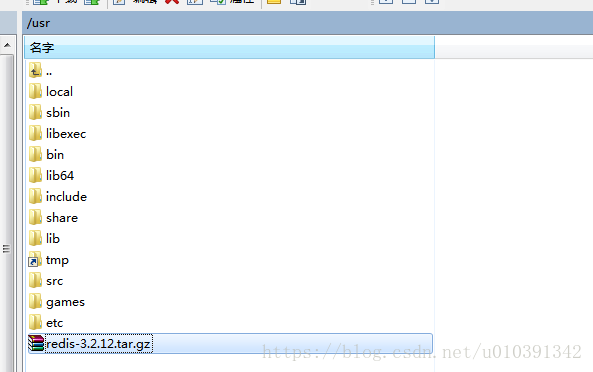 /usr
名字
..
local
sbin
libexec
bin
lib64
include
share
lib
tmp
src
games
etc
redis-3.2.12.tar.gz
https://blog.csdn.net/u010391342